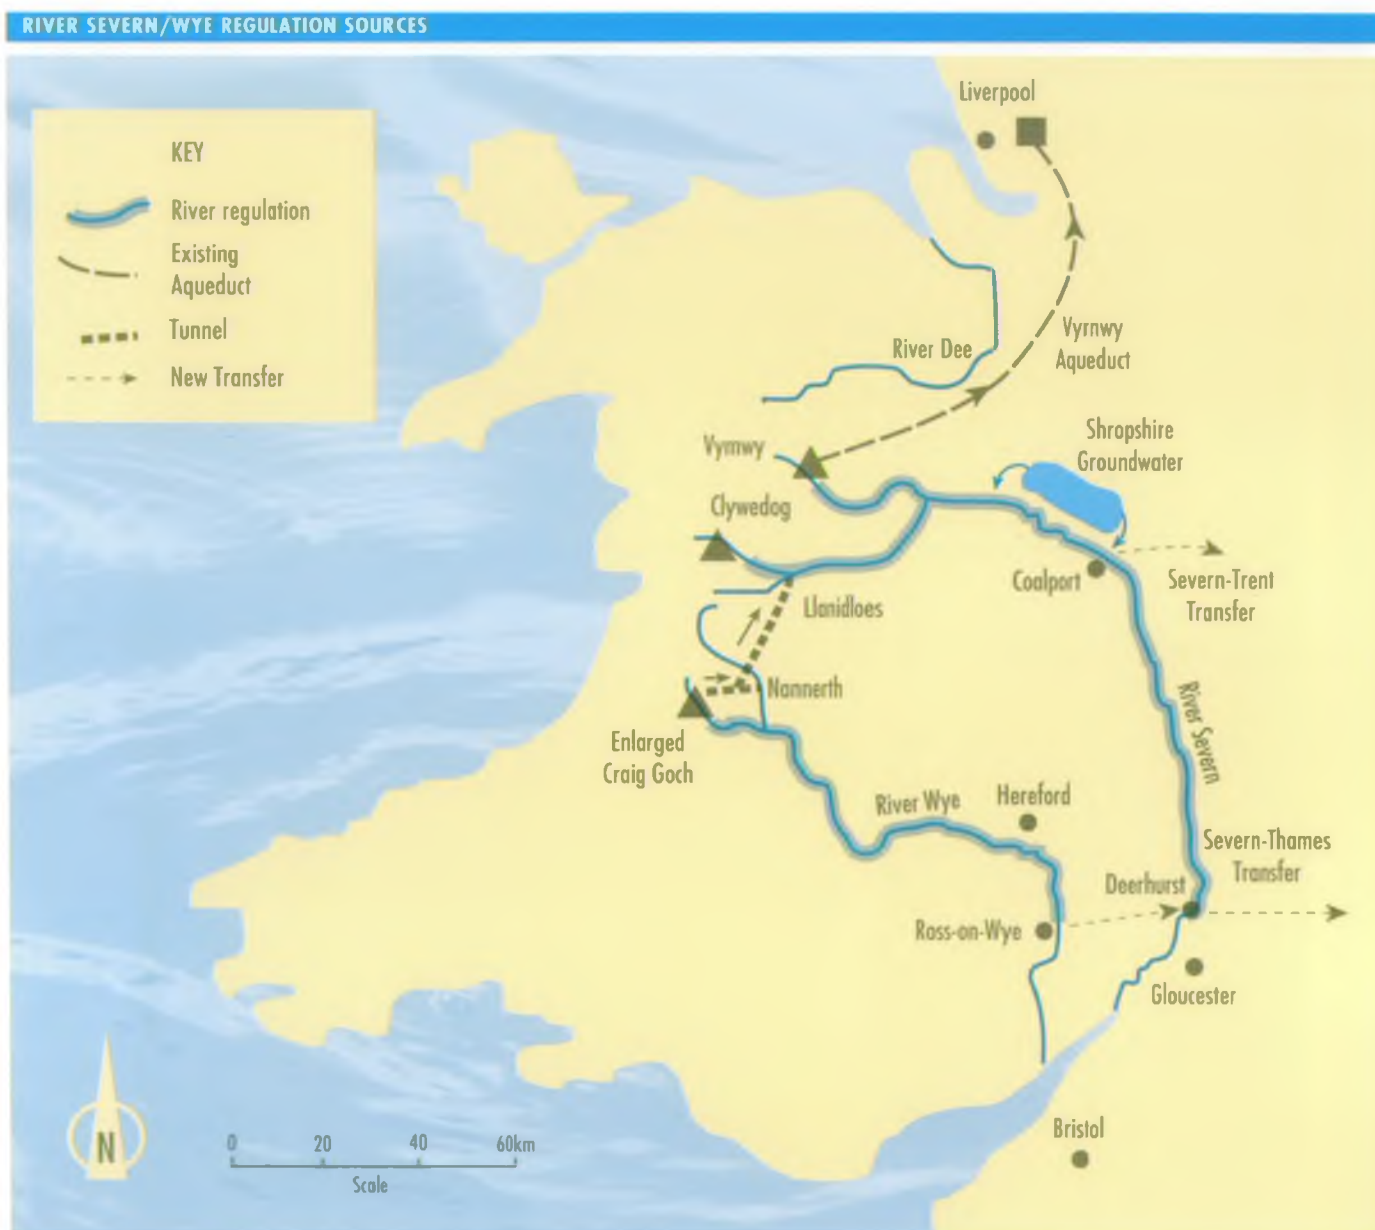 RIVER SEVERN/WYE REGULATION SOURCES
KEY
River regulation
Existing
Aqueduct
Tunnel
New Transfer
Liverpool
River Dee
Vyrnwy
Aqueduct
Vyrnwy
Shropshire
Groundwater
Clywedog
Coalport
Severn-Trent
Transfer
Llanidloes
Nannerth
Enlarged
Craig Goch
River Severn
River Wye
Hereford
Severn-Thames
Transfer
Deerhurst
Ross-on-Wye
Gloucester
Bristol
N
0 20 40 60km
Scale